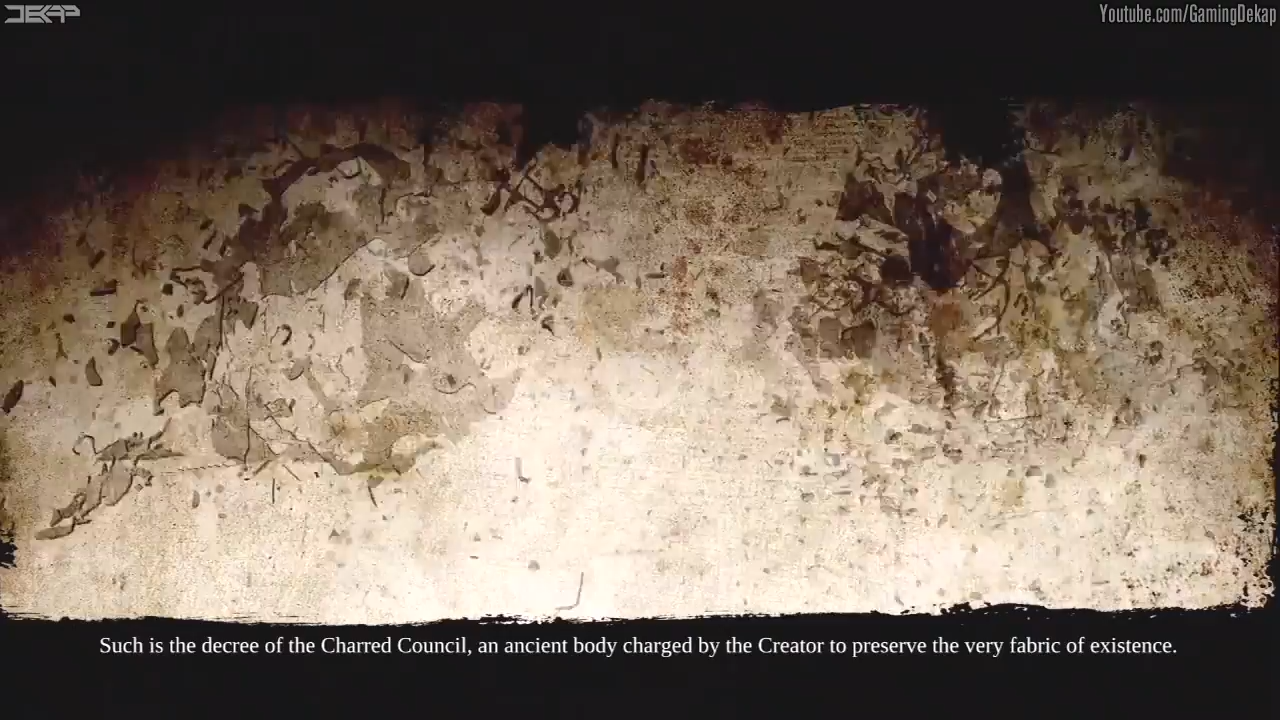 DEKAP
Youtube.com/GamingDekap
Such is the decree of the Charred Council, an ancient body charged by the Creator to preserve the very fabric of existence.